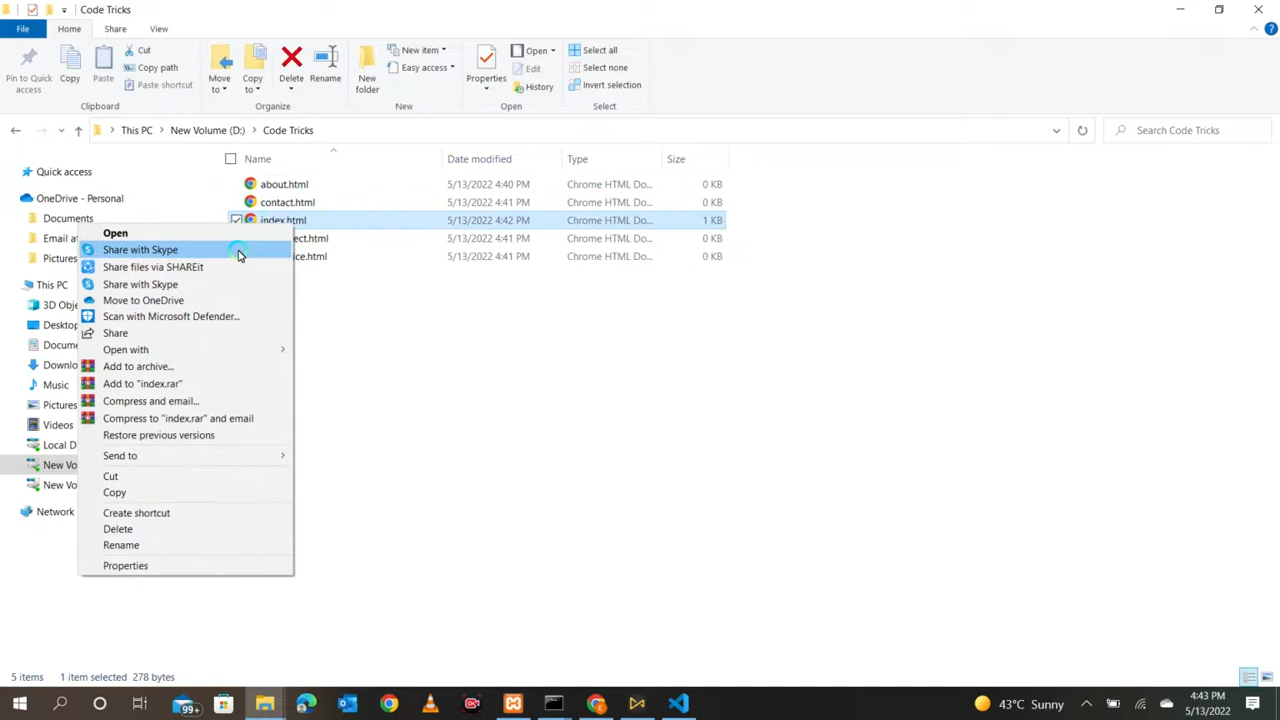 Code Tricks
File Home Share View
Pin to Quick access
Copy
Paste
Cut
Copy path
Paste shortcut
Clipboard
Move to
Copy to
Delete
Rename
Organize
New folder
New item
Easy access
New
Properties
Open
Edit
History
Open
Select all
Select none
Invert selection
Select
This PC New Volume (D:) Code Tricks
Search Code Tricks
Name Date modified Type Size
about.html 5/13/2022 4:40 PM Chrome HTML Do... 0 KB
contact.html 5/13/2022 4:41 PM Chrome HTML Do... 0 KB
index.html 5/13/2022 4:42 PM Chrome HTML Do... 1 KB
ect.html 5/13/2022 4:41 PM Chrome HTML Do... 0 KB
ice.html 5/13/2022 4:41 PM Chrome HTML Do... 0 KB
Quick access
OneDrive - Personal
Documents
Email a
Pictures
This PC
3D Obje
Desktop
Docume
Downlo
Music
Pictures
Videos
Local D
New Vo
New Vo
Network
Open
Share with Skype
Share files via SHAREit
Share with Skype
Move to OneDrive
Scan with Microsoft Defender...
Share
Open with
Add to archive...
Add to "index.rar"
Compress and email...
Compress to "index.rar" and email
Restore previous versions
Send to
Cut
Copy
Create shortcut
Delete
Rename
Properties
5 items 1 item selected 278 bytes
99+
43°C Sunny
4:43 PM
5/13/2022